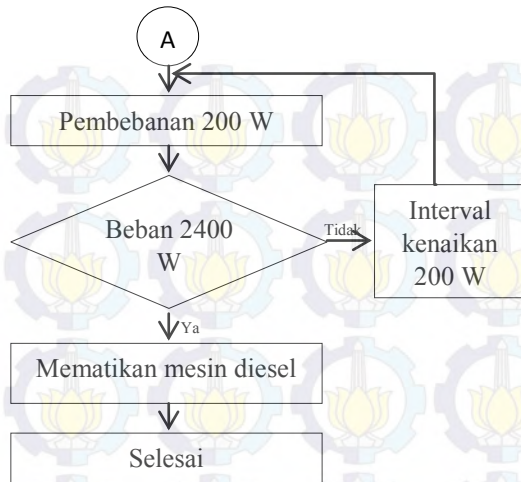 A
Pembebanan 200 W
Beban 2400
W
Tidak
Interval
kenaikan
200 W
Ya
Mematikan mesin diesel
Selesai